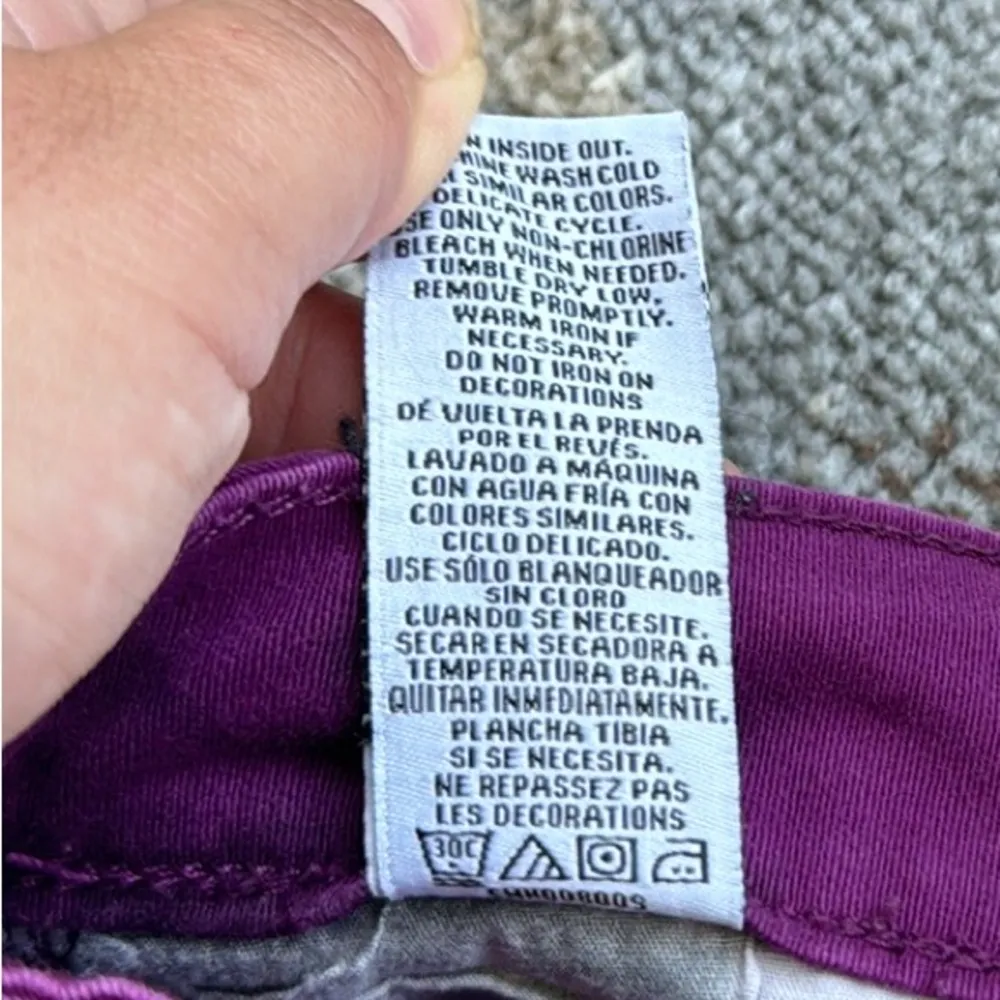 INSIDE OUT.
WASH COLD
SIMILAR COLORS.
DELICATE CYCLE.
USE ONLY NON-CHLORINE
BLEACH WHEN NEEDED.
TUMBLE DRY LOW.
REMOVE PROMPTLY.
WARM IRON IF
NECESSARY.
DO NOT IRON ON
DECORATIONS
DÉ VUELTA LA PRENDA
POR EL REVÉS.
LAVADO A MÁQUINA
CON AGUA FRÍA CON
COLORES SIMILARES.
CICLO DELICADO.
USE SÓLO BLANQUEADOR
SIN CLORO
CUANDO SE NECESITE.
SECAR EN SECADORA A
TEMPERATURA BAJA.
QUITAR INMEDIATAMENTE.
PLANCHA TIBIA
SI SE NECESITA.
NE REPASSEZ PAS
LES DECORATIONS
30C